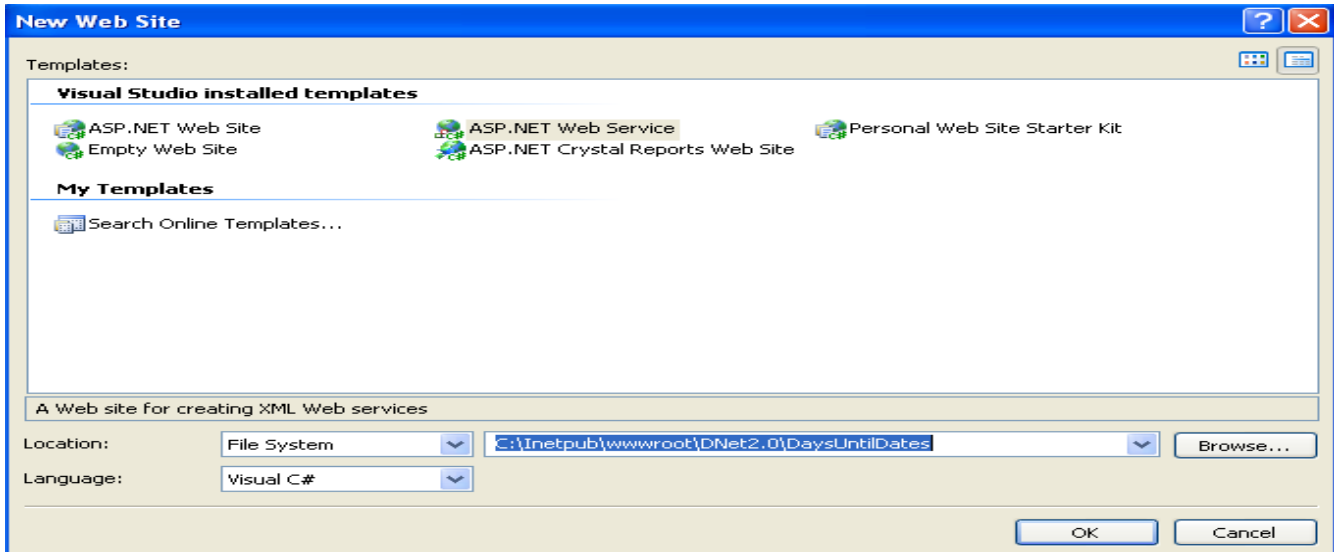 New Web Site
Templates:
Visual Studio installed templates
ASP.NET Web Site ASP.NET Web Service Personal Web Site Starter Kit
Empty Web Site ASP.NET Crystal Reports Web Site
My Templates
Search Online Templates...
A Web site for creating XML Web services
Location: File System C:\Inetpub\wwwroot\DNet2.0\DaysUntilDates Browse...
Language: Visual C#
OK Cancel